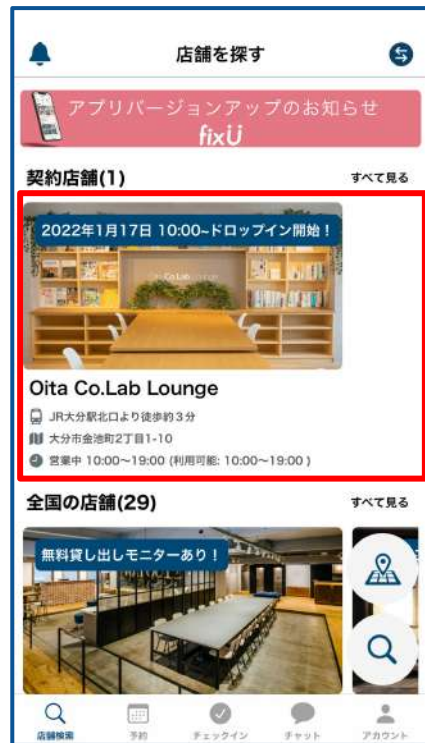 店舗を探す
アプリバージョンアップのお知らせ
fixU
契約店舗(1)
すべて見る
2022年1月17日 10:00~ドロップイン開始！
Oita Co.Lab Lounge
Oita Co.Lab Lounge
JR大分駅北口より徒歩約3分
大分市金池町2丁目1-10
営業中 10:00〜19:00 (利用可能: 10:00〜19:00 )
全国の店舗(29)
すべて見る
無料貸し出しモニターあり！
店舗検索
予約
チェックイン
チャット
アカウント